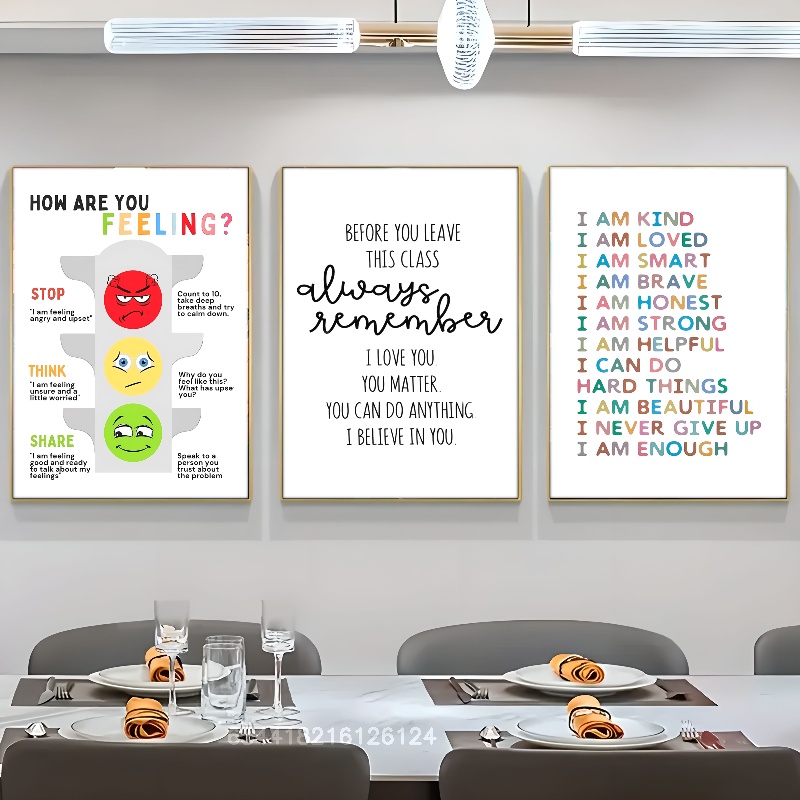 HOW ARE YOU
FEELING?
STOP
"I am feeling
angry and upset"
Count to 10,
take deep
breaths and try
to calm down.
THINK
"I am feeling
unsure and a
little worried"
Why do you
feel like this?
What has upse
you?
SHARE
"I am feeling
good and ready
to talk about my
feelings"
Speak to a
person you
trust about
the problem
BEFORE YOU LEAVE
THIS CLASS
always
remember
I LOVE YOU.
YOU MATTER.
YOU CAN DO ANYTHING.
I BELIEVE IN YOU.
I AM KIND
I AM LOVED
I AM SMART
I AM BRAVE
I AM HONEST
I AM STRONG
I AM HELPFUL
I CAN DO
HARD THINGS
I AM BEAUTIFUL
I NEVER GIVE UP
I AM ENOUGH